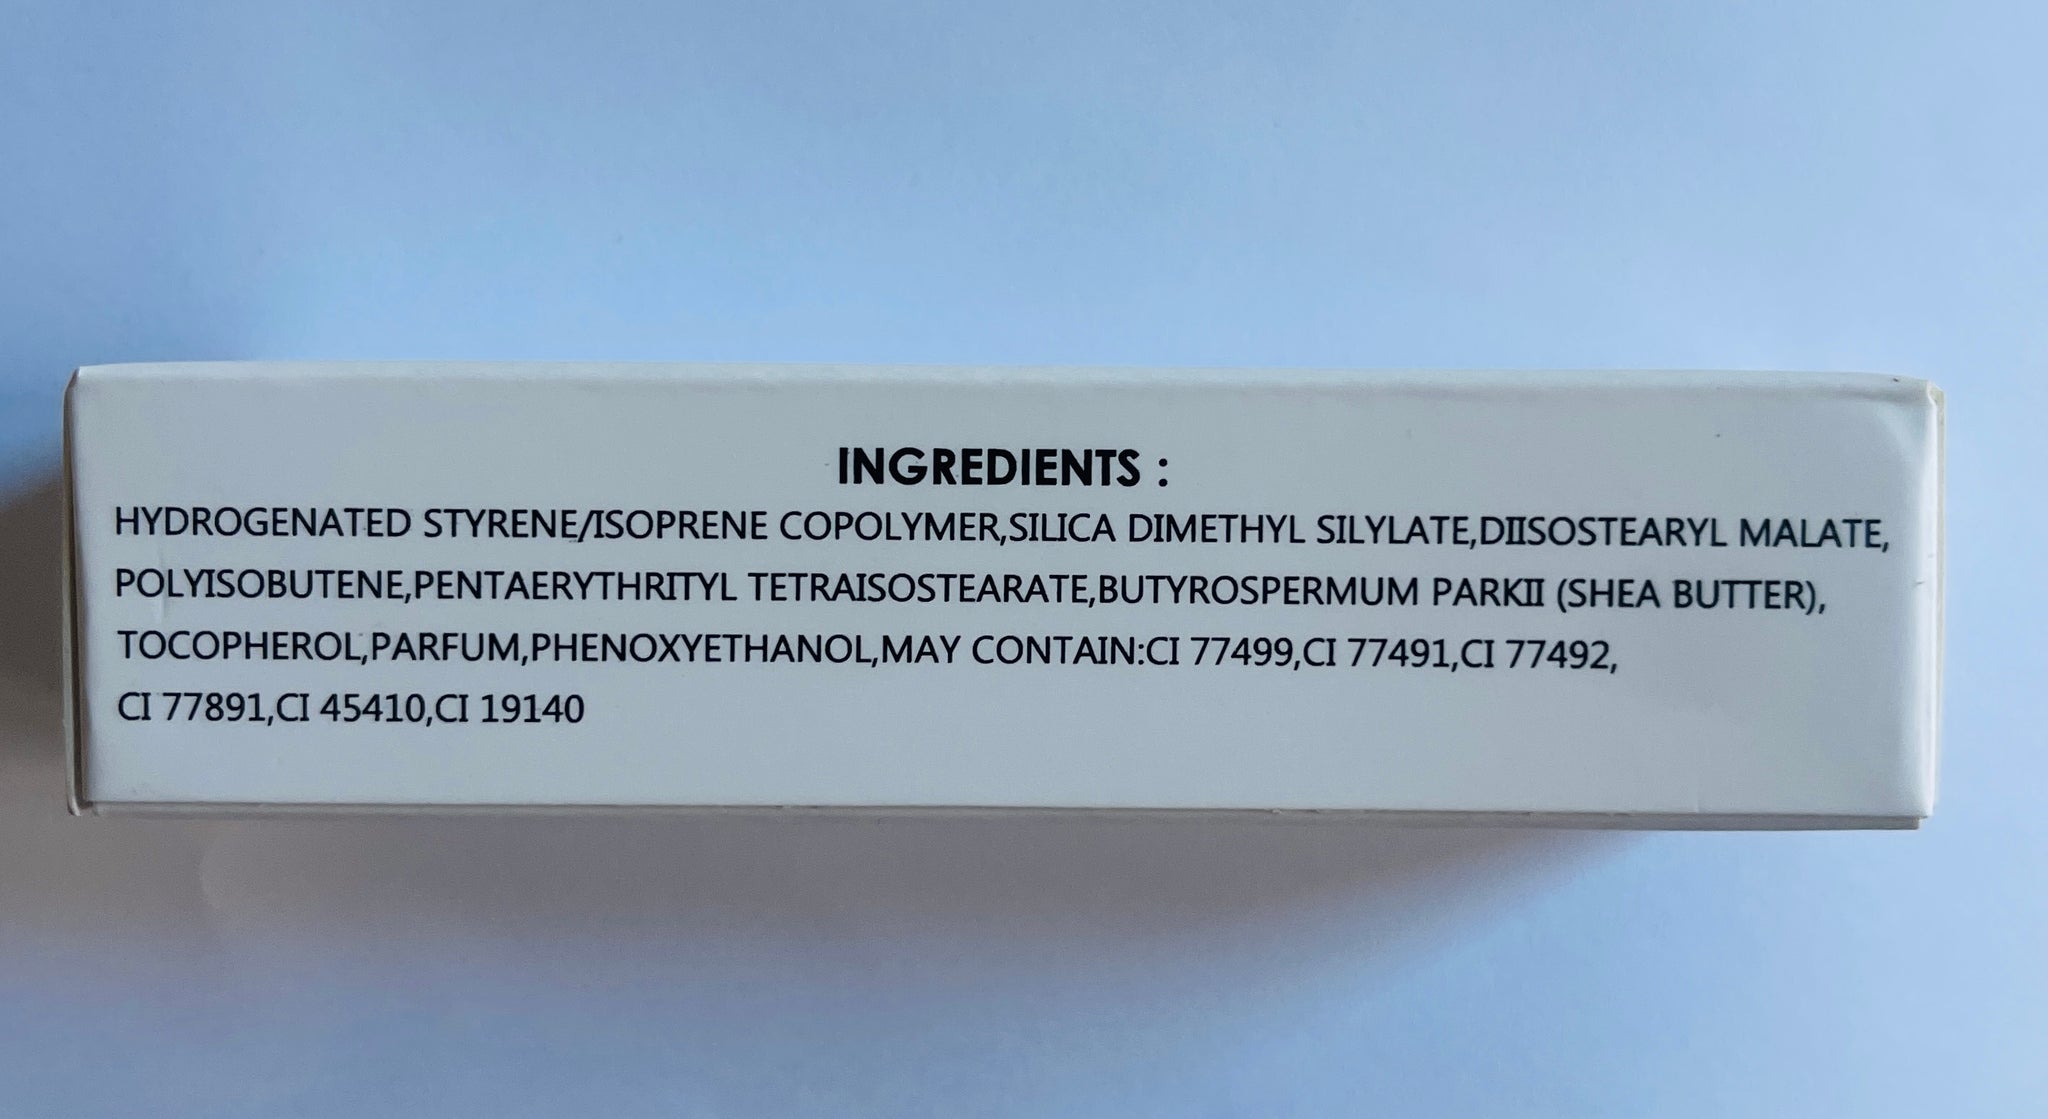 INGREDIENTS :
HYDROGENATED STYRENE/ISOPRENE COPOLYMER,SILICA DIMETHYL SILYLATE,DIISOSTEARYL MALATE,
POLYISOBUTENE,PENTAERYTHRITYL TETRAISOSTEARATE,BUTYROSPERMUM PARKII (SHEA BUTTER),
TOCOPHEROL,PARFUM,PHENOXYETHANOL,MAY CONTAIN:CI 77499,CI 77491,CI 77492,
CI 77891,CI 45410,CI 19140